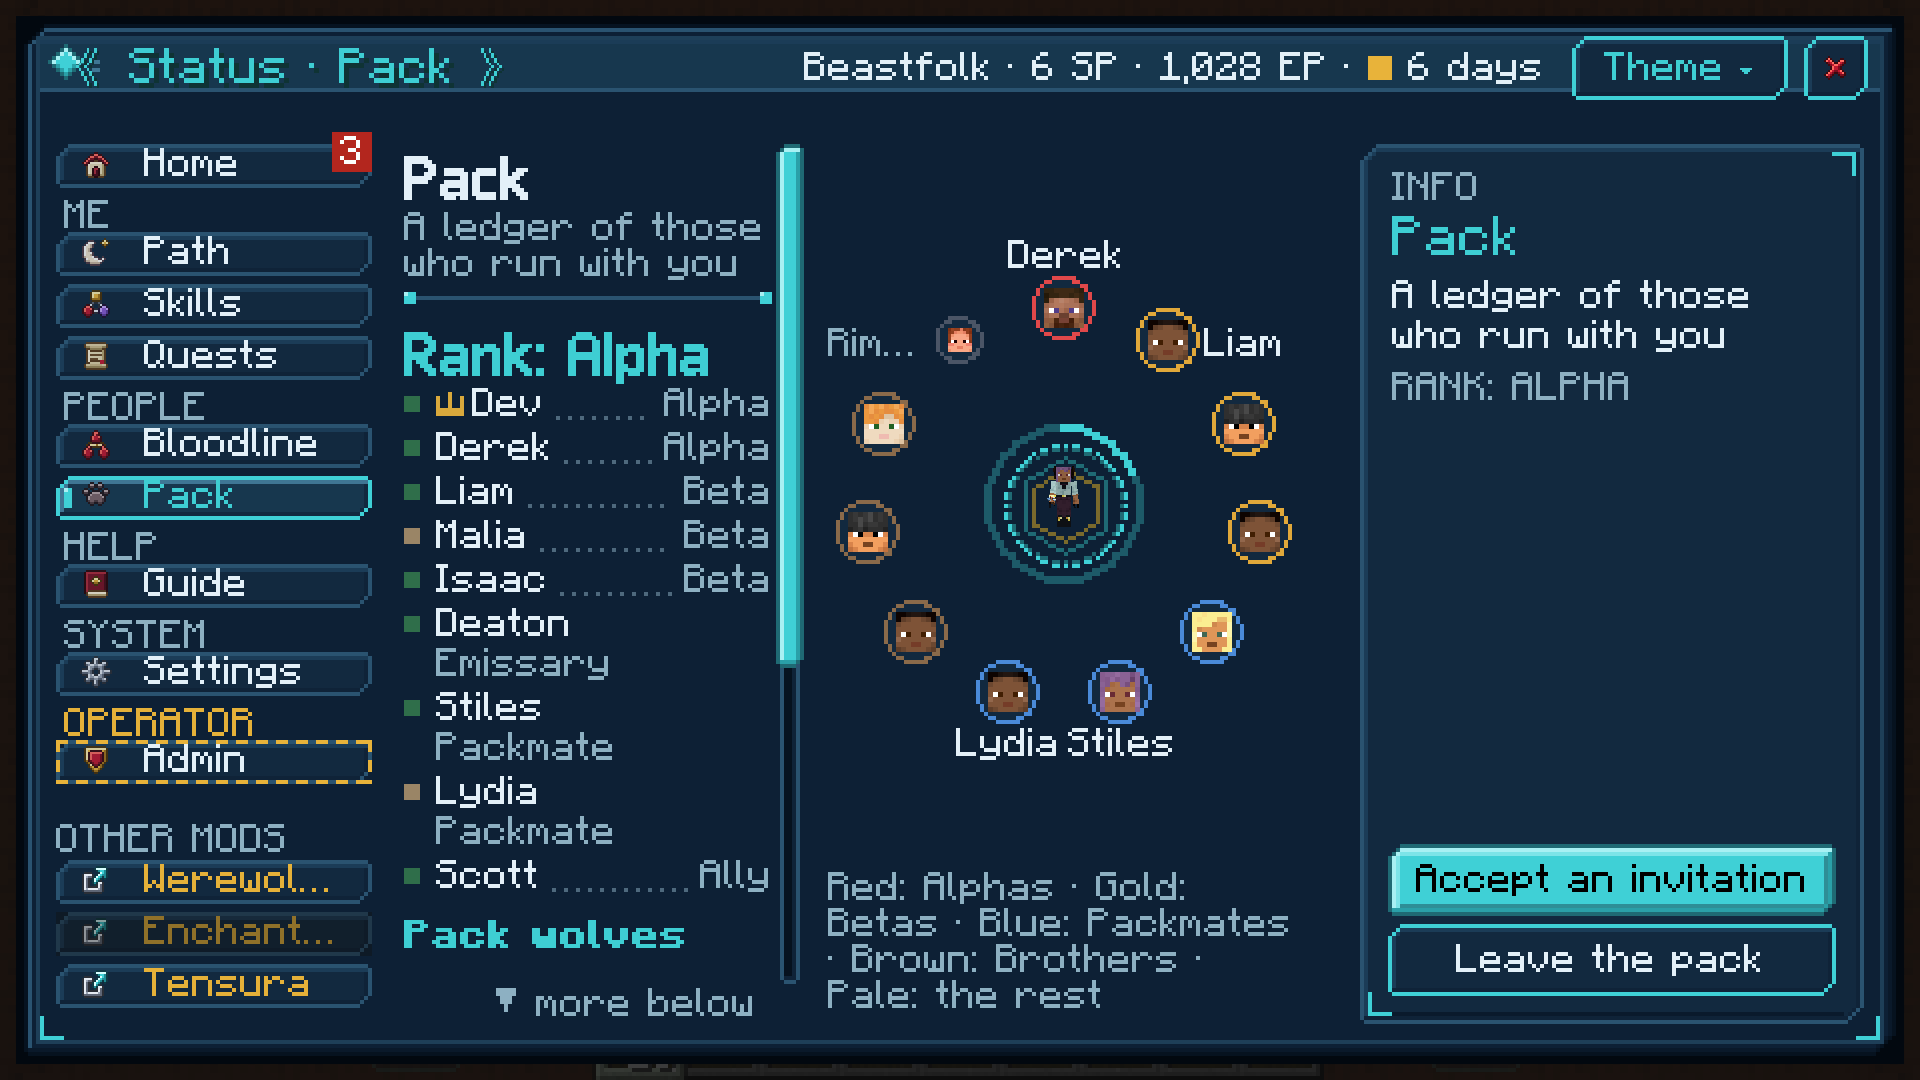 Status · Pack
Beastfolk · 6 SP · 1,028 EP · 6 days
Theme
Home
3
ME
Path
Skills
Quests
PEOPLE
Bloodline
Pack
HELP
Guide
SYSTEM
Settings
OPERATOR
Admin
OTHER MODS
Werewol...
Enchant...
Tensura
Pack
A ledger of those
who run with you
Rank: Alpha
Dev ........ Alpha
Derek ........ Alpha
Liam ............ Beta
Malia ............ Beta
Isaac .......... Beta
Deaton
Emissary
Stiles
Packmate
Lydia
Packmate
Scott ............ Ally
Pack wolves
▼ more below
Derek
Rim...
Liam
Lydia Stiles
Red: Alphas · Gold:
Betas · Blue: Packmates
· Brown: Brothers ·
Pale: the rest
INFO
Pack
A ledger of those
who run with you
RANK: ALPHA
Accept an invitation
Leave the pack